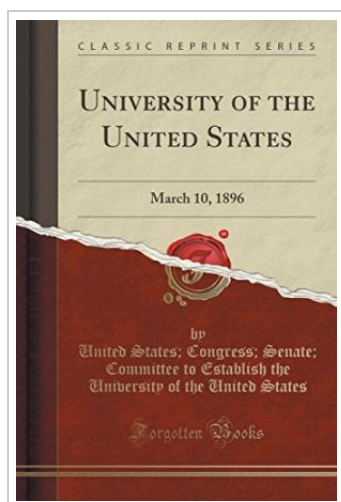 CLASSIC REPRINT SERIES
UNIVERSITY OF THE
UNITED STATES
March 10, 1896
by
United States; Congress; Senate;
Committee to Establish the
University of the United States
Forgotten Books